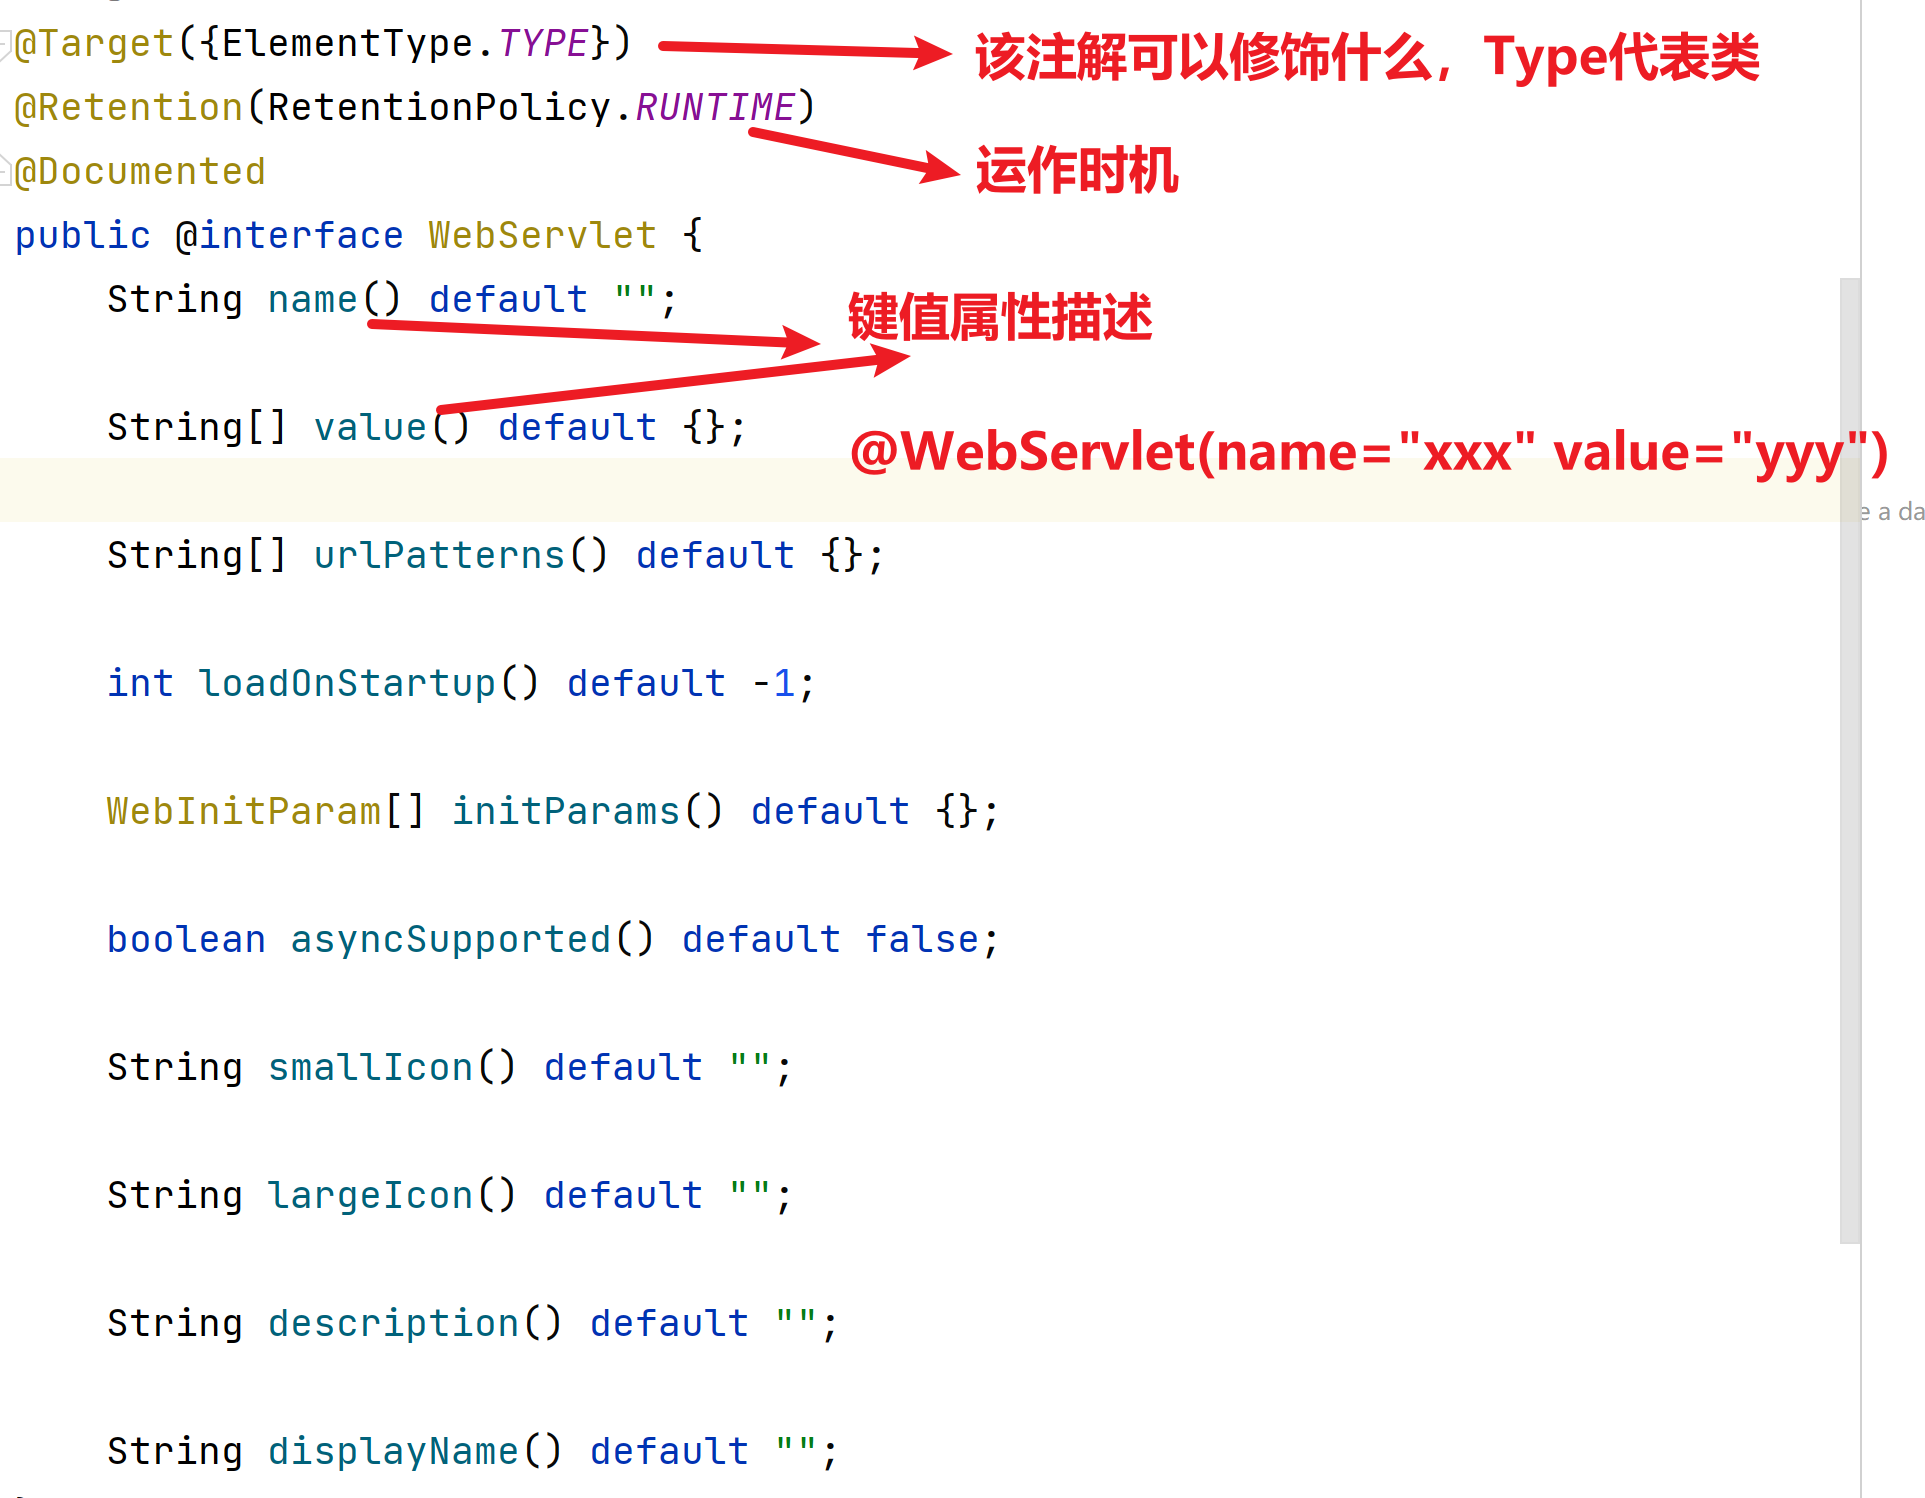 @Target({ElementType.TYPE})
该注解可以修饰什么，Type代表类
@Retention(RetentionPolicy.RUNTIME)
运作时机
@Documented
public @interface WebServlet {
String name() default "";
键值属性描述
String[] value() default {};
@WebServlet(name="xxx" value="yyy")
e a da
String[] urlPatterns() default {};
int loadOnStartup() default -1;
WebInitParam[] initParams() default {};
boolean asyncSupported() default false;
String smallIcon() default "";
String largeIcon() default "";
String description() default "";
String displayName() default "";